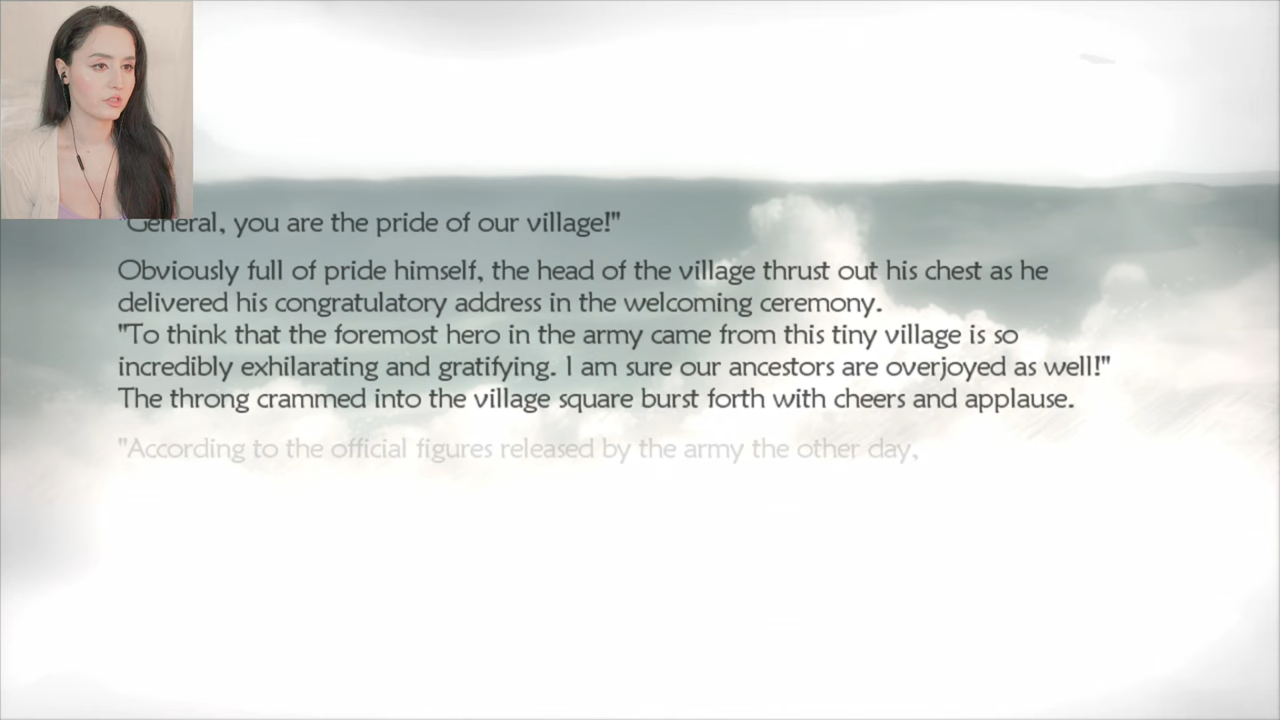 "General, you are the pride of our village!"
Obviously full of pride himself, the head of the village thrust out his chest as he
delivered his congratulatory address in the welcoming ceremony.
"To think that the foremost hero in the army came from this tiny village is so
incredibly exhilarating and gratifying. I am sure our ancestors are overjoyed as well!"
The throng crammed into the village square burst forth with cheers and applause.
"According to the official figures released by the army the other day,